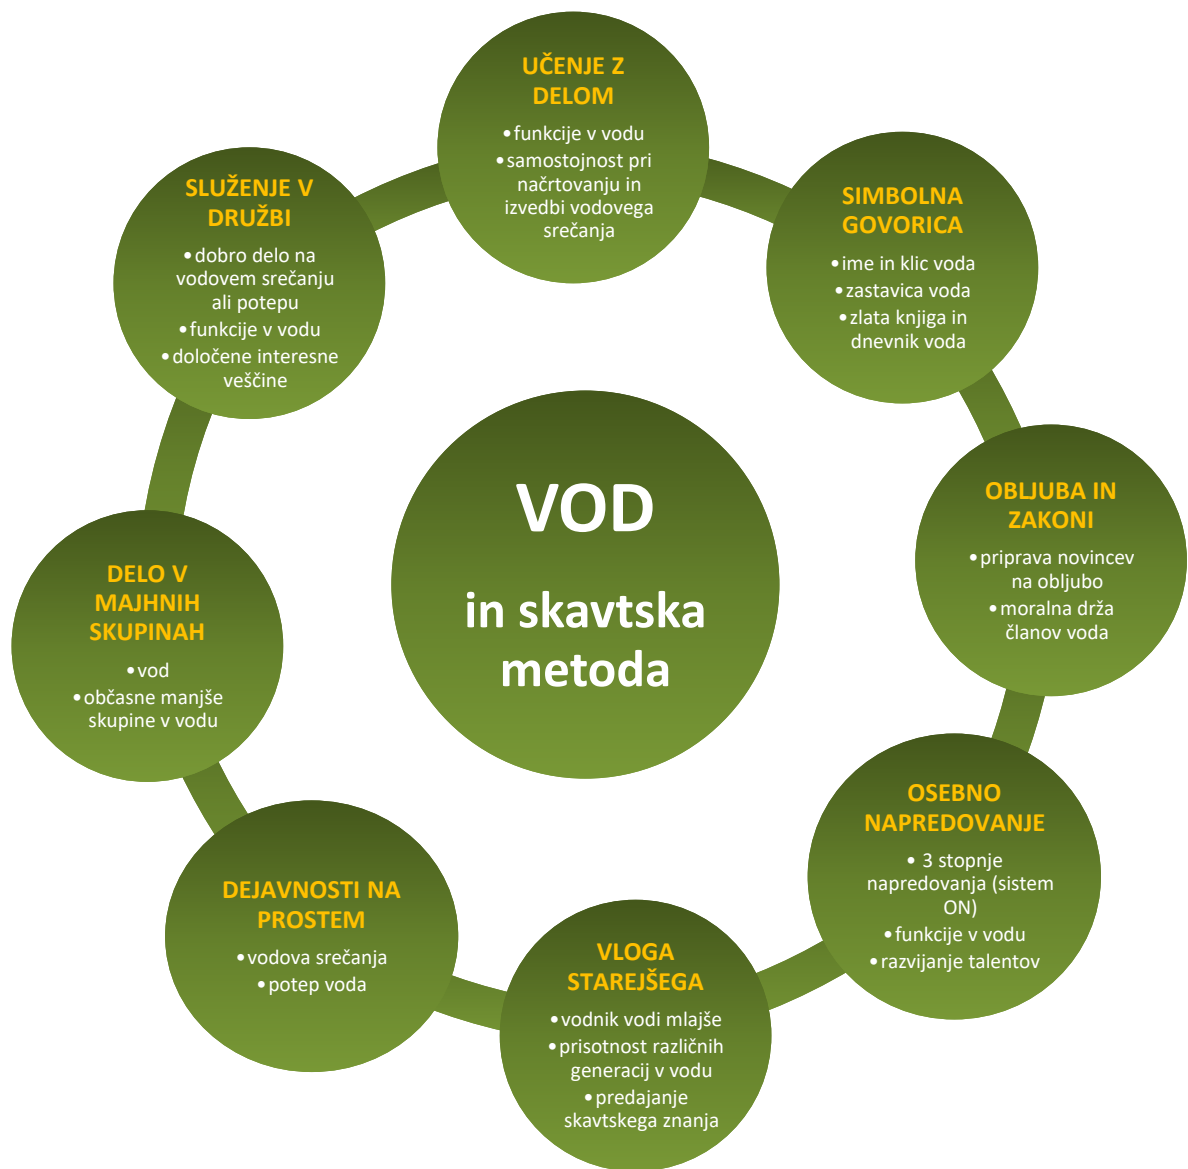 UČENJE Z
DELOM
•funkcije v vodu
•samostojnost pri
načrtovanju in
izvedbi vodovega
srečanja
SIMBOLNA
GOVORICA
•ime in klic voda
•zastavica voda
•zlata knjiga in
dnevnik voda
OBLJUBA IN
ZAKONI
•priprava novincev
na obljubo
•moralna drža
članov voda
OSEBNO
NAPREDOVANJE
• 3 stopnje
napredovanja (sistem
ON)
•funkcije v vodu
•razvijanje talentov
VLOGA
STAREJŠEGA
•vodnik vodi mlajše
•prisotnost različnih
generacij v vodu
•predajanje
skavtskega znanja
DEJAVNOSTI NA
PROSTEM
•vodova srečanja
•potep voda
DELO V
MAJHNIH
SKUPINAH
•vod
•občasne manjše
skupine v vodu
SLUŽENJE V
DRUŽBI
•dobro delo na
vodovem srečanju
ali potepu
•funkcije v vodu
•določene interesne
veščine
VOD
in skavtska
metoda